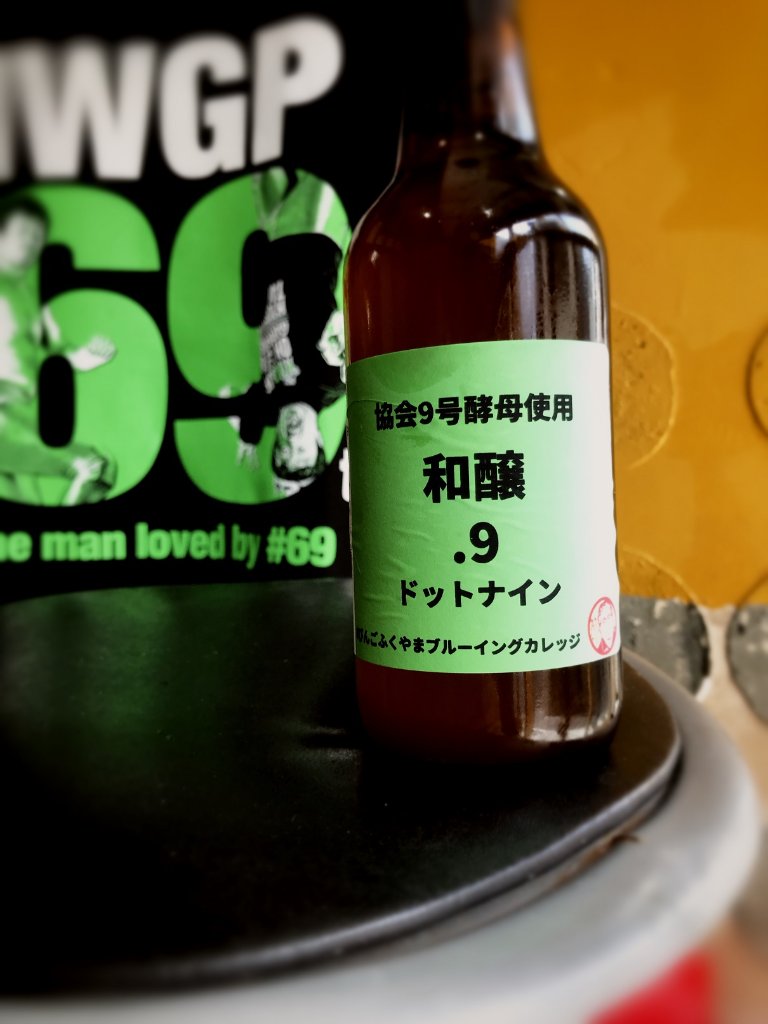 IWGP
69
he man loved by #69
協会9号酵母使用
和醸
.9
ドットナイン
びんごふくやまブルーイングカレッジ